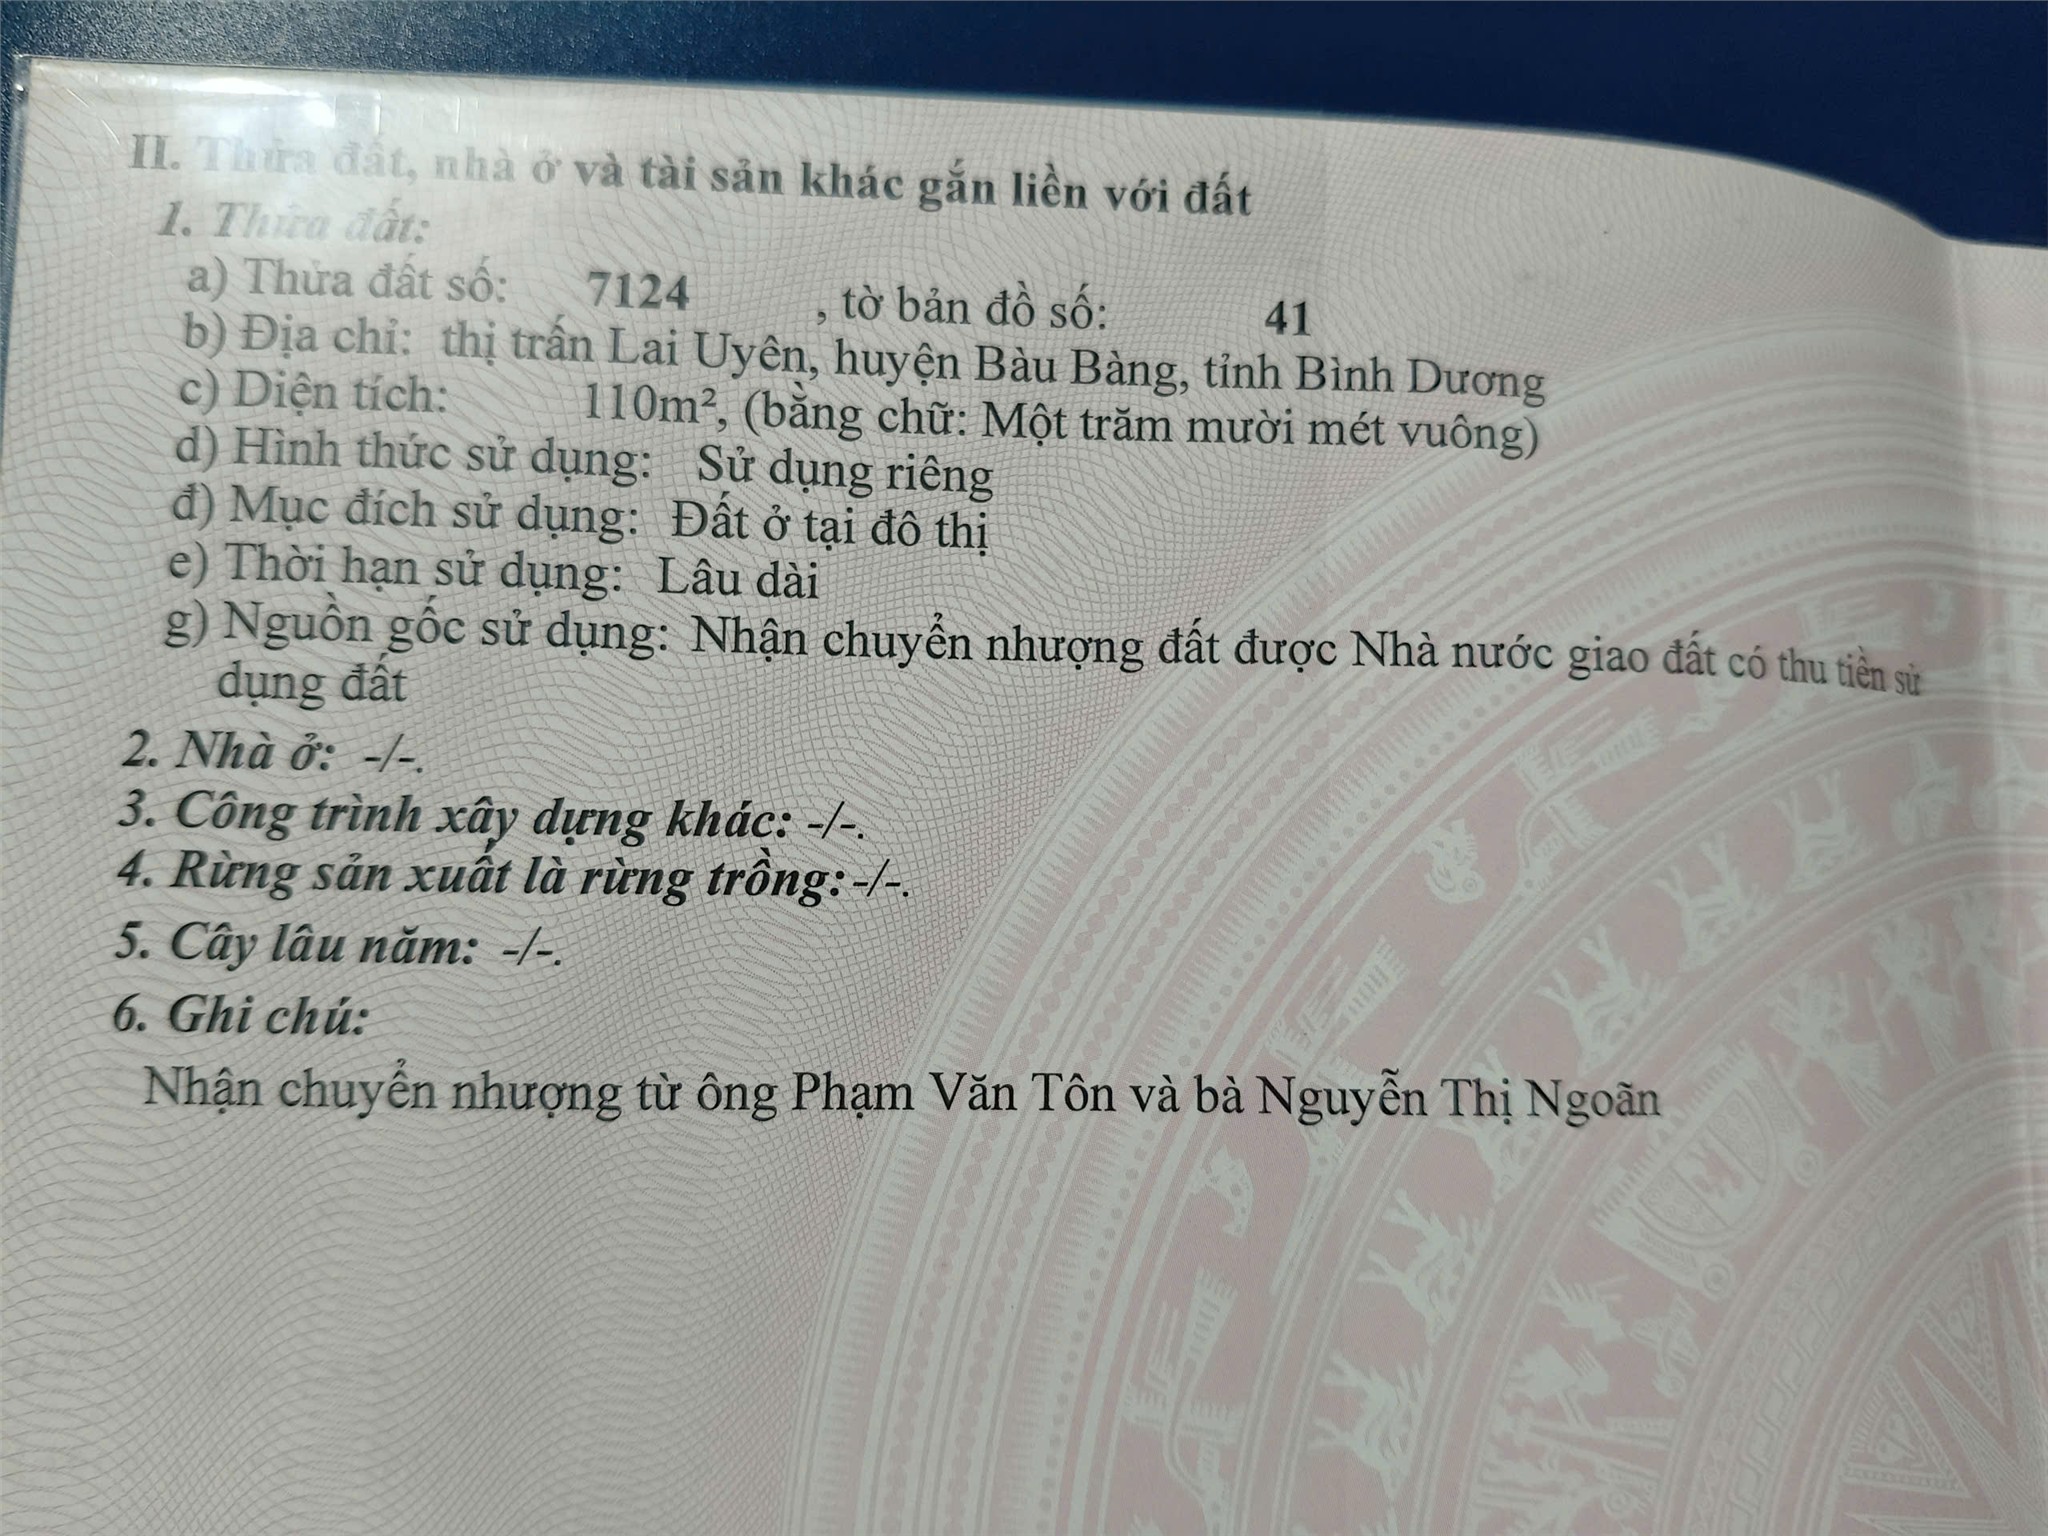 II. Thửa đất, nhà ở và tài sản khác gắn liền với đất
1. Thửa đất:
a) Thửa đất số: 7124 , tờ bản đồ số: 41
b) Địa chỉ: thị trấn Lai Uyên, huyện Bàu Bàng, tỉnh Bình Dương
c) Diện tích: 110m², (bằng chữ: Một trăm mười mét vuông)
d) Hình thức sử dụng: Sử dụng riêng
đ) Mục đích sử dụng: Đất ở tại đô thị
e) Thời hạn sử dụng: Lâu dài
g) Nguồn gốc sử dụng: Nhận chuyển nhượng đất được Nhà nước giao đất có thu tiền sử
dụng đất
2. Nhà ở: -/-.
3. Công trình xây dựng khác: -/-.
4. Rừng sản xuất là rừng trồng: -/-.
5. Cây lâu năm: -/-.
6. Ghi chú:
Nhận chuyển nhượng từ ông Phạm Văn Tôn và bà Nguyễn Thị Ngoãn